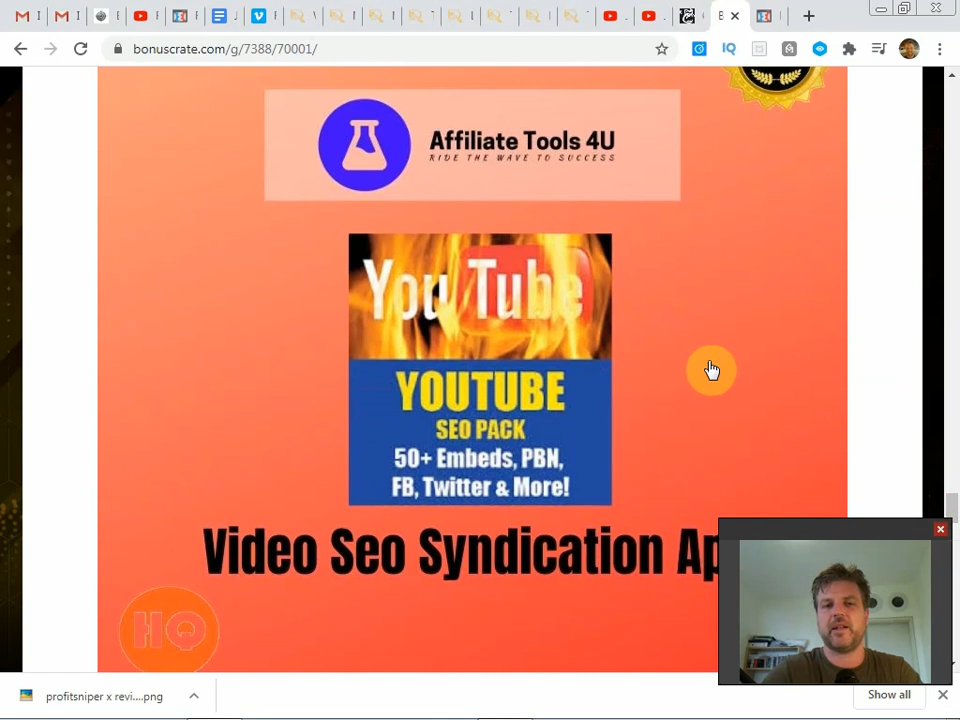 bonuscrate.com/g/7388/70001/
Affiliate Tools 4U
RIDE THE WAVE TO SUCCESS
YouTube
YOUTUBE
SEO PACK
50+ Embeds, PBN,
FB, Twitter & More!
Video Seo Syndication
HQ
profitsniper x revi....png
Show all